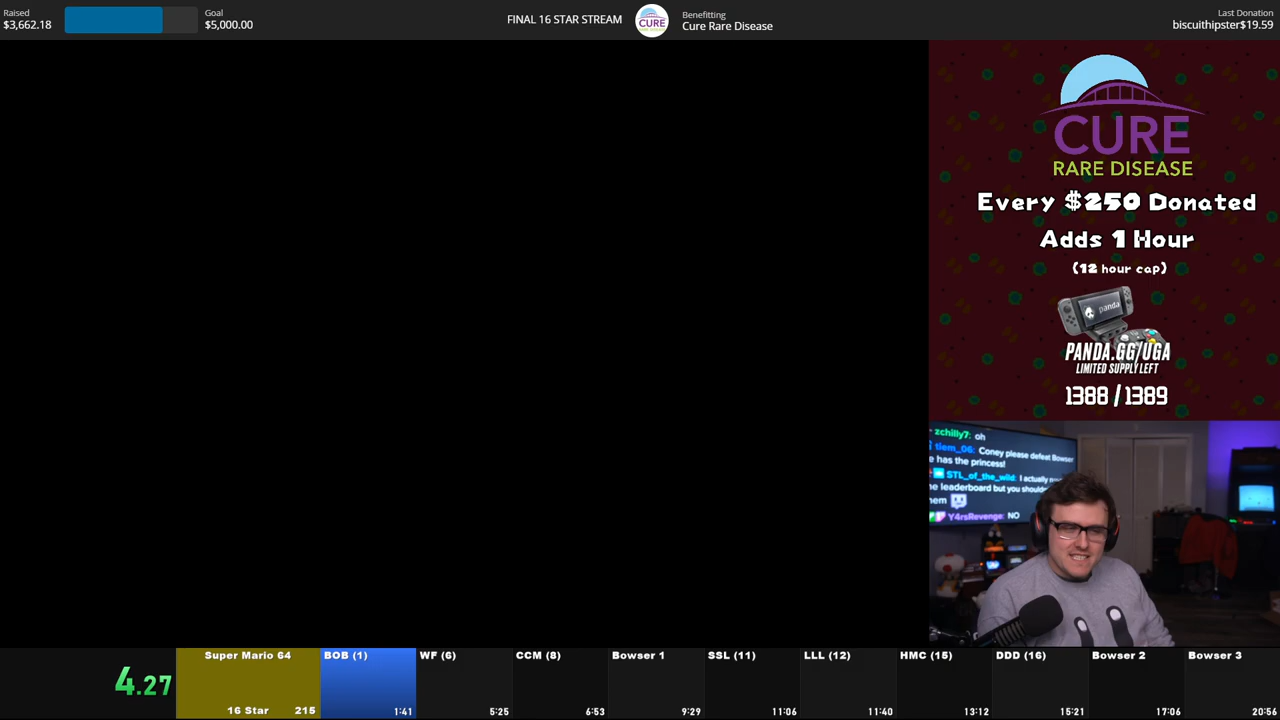 Raised
$3,662.18
Goal
$5,000.00
FINAL 16 STAR STREAM
CURE
Benefitting
Cure Rare Disease
Last Donation
biscuithipster$19.59
CURE
RARE DISEASE
Every $250 Donated
Adds 1 Hour
(12 hour cap)
panda
PANDA.GG/UGA
LIMITED SUPPLY LEFT
1388 / 1389
zchilly7: oh
tiem_06: Coney please defeat Bowser
e has the princess!
STL_of_the_wild: I actually
he leaderboard but you should
hem
Y4rsRevenge: NO
4.27
Super Mario 64
16 Star 215
BOB (1)
1:41
WF (6)
5:25
CCM (8)
6:53
Bowser 1
9:29
SSL (11)
11:06
LLL (12)
11:40
HMC (15)
13:12
DDD (16)
15:21
Bowser 2
17:06
Bowser 3
20:56